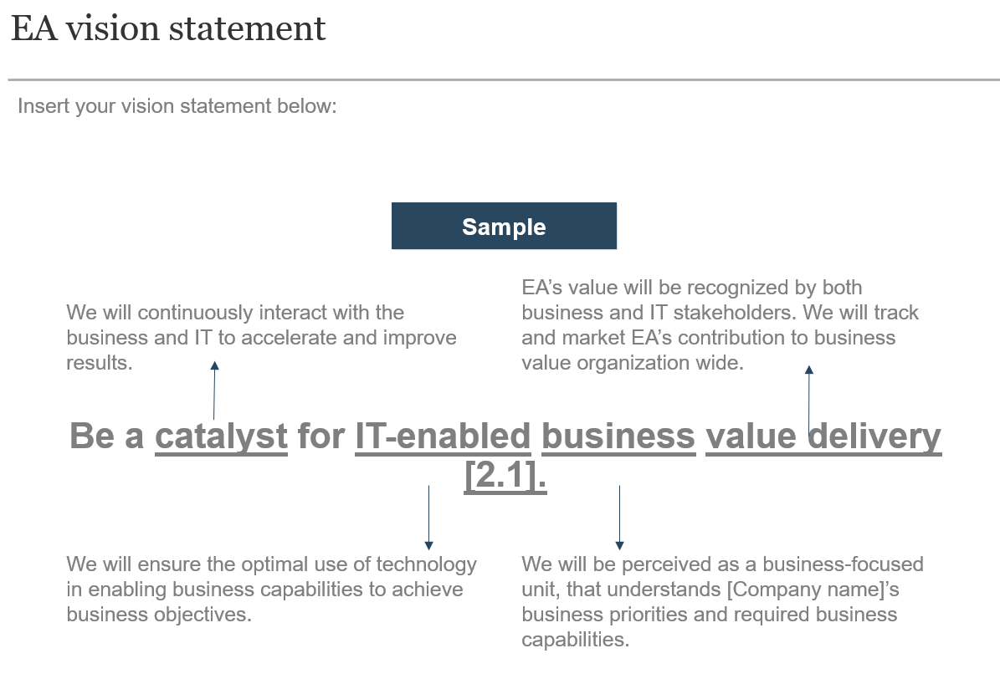 EA vision statement
Insert your vision statement below:
Sample
We will continuously interact with the
business and IT to accelerate and improve
results.
EA’s value will be recognized by both
business and IT stakeholders. We will track
and market EA’s contribution to business
value organization wide.
Be a catalyst for IT-enabled business value delivery
[2.1].
We will ensure the optimal use of technology
in enabling business capabilities to achieve
business objectives.
We will be perceived as a business-focused
unit, that understands [Company name]’s
business priorities and required business
capabilities.